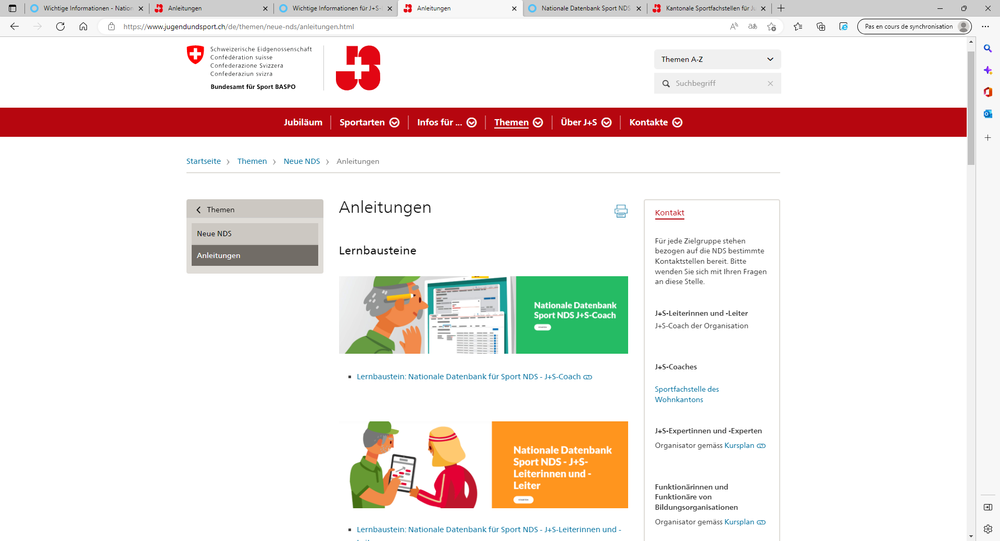 Wichtige Informationen - Nation
Anleitungen
Wichtige Informationen für J+S-
Anleitungen
Nationale Datenbank Sport NDS
Kantonale Sportfachstellen für Ju
https://www.jugendundsport.ch/de/themen/neue-nds/anleitungen.html
Pas en cours de synchronisation
Schweizerische Eidgenossenschaft
Confédération suisse
Confederazione Svizzera
Confederaziun svizra
Bundesamt für Sport BASPO
Themen A-Z
Suchbegriff
Jubiläum
Sportarten
Infos für ...
Themen
Über J+S
Kontakte
Startseite
Themen
Neue NDS
Anleitungen
Themen
Neue NDS
Anleitungen
Anleitungen
Lernbausteine
Nationale Datenbank
Sport NDS J+S-Coach
STARTEN
Lernbaustein: Nationale Datenbank für Sport NDS - J+S-Coach
Nationale Datenbank
Sport NDS - J+S-
Leiterinnen und -
Leiter
STARTEN
Lernbaustein: Nationale Datenbank für Sport NDS - J+S-Leiterinnen und -
Kontakt
Für jede Zielgruppe stehen
bezogen auf die NDS bestimmte
Kontaktstellen bereit. Bitte
wenden Sie sich mit Ihren Fragen
an diese Stelle.
J+S-Leiterinnen und -Leiter
J+S-Coach der Organisation
J+S-Coaches
Sportfachstelle des
Wohnkantons
J+S-Expertinnen und -Experten
Organisator gemäss Kursplan
Funktionärinnen und
Funktionäre von
Bildungsorganisationen
Organisator gemäss Kursplan